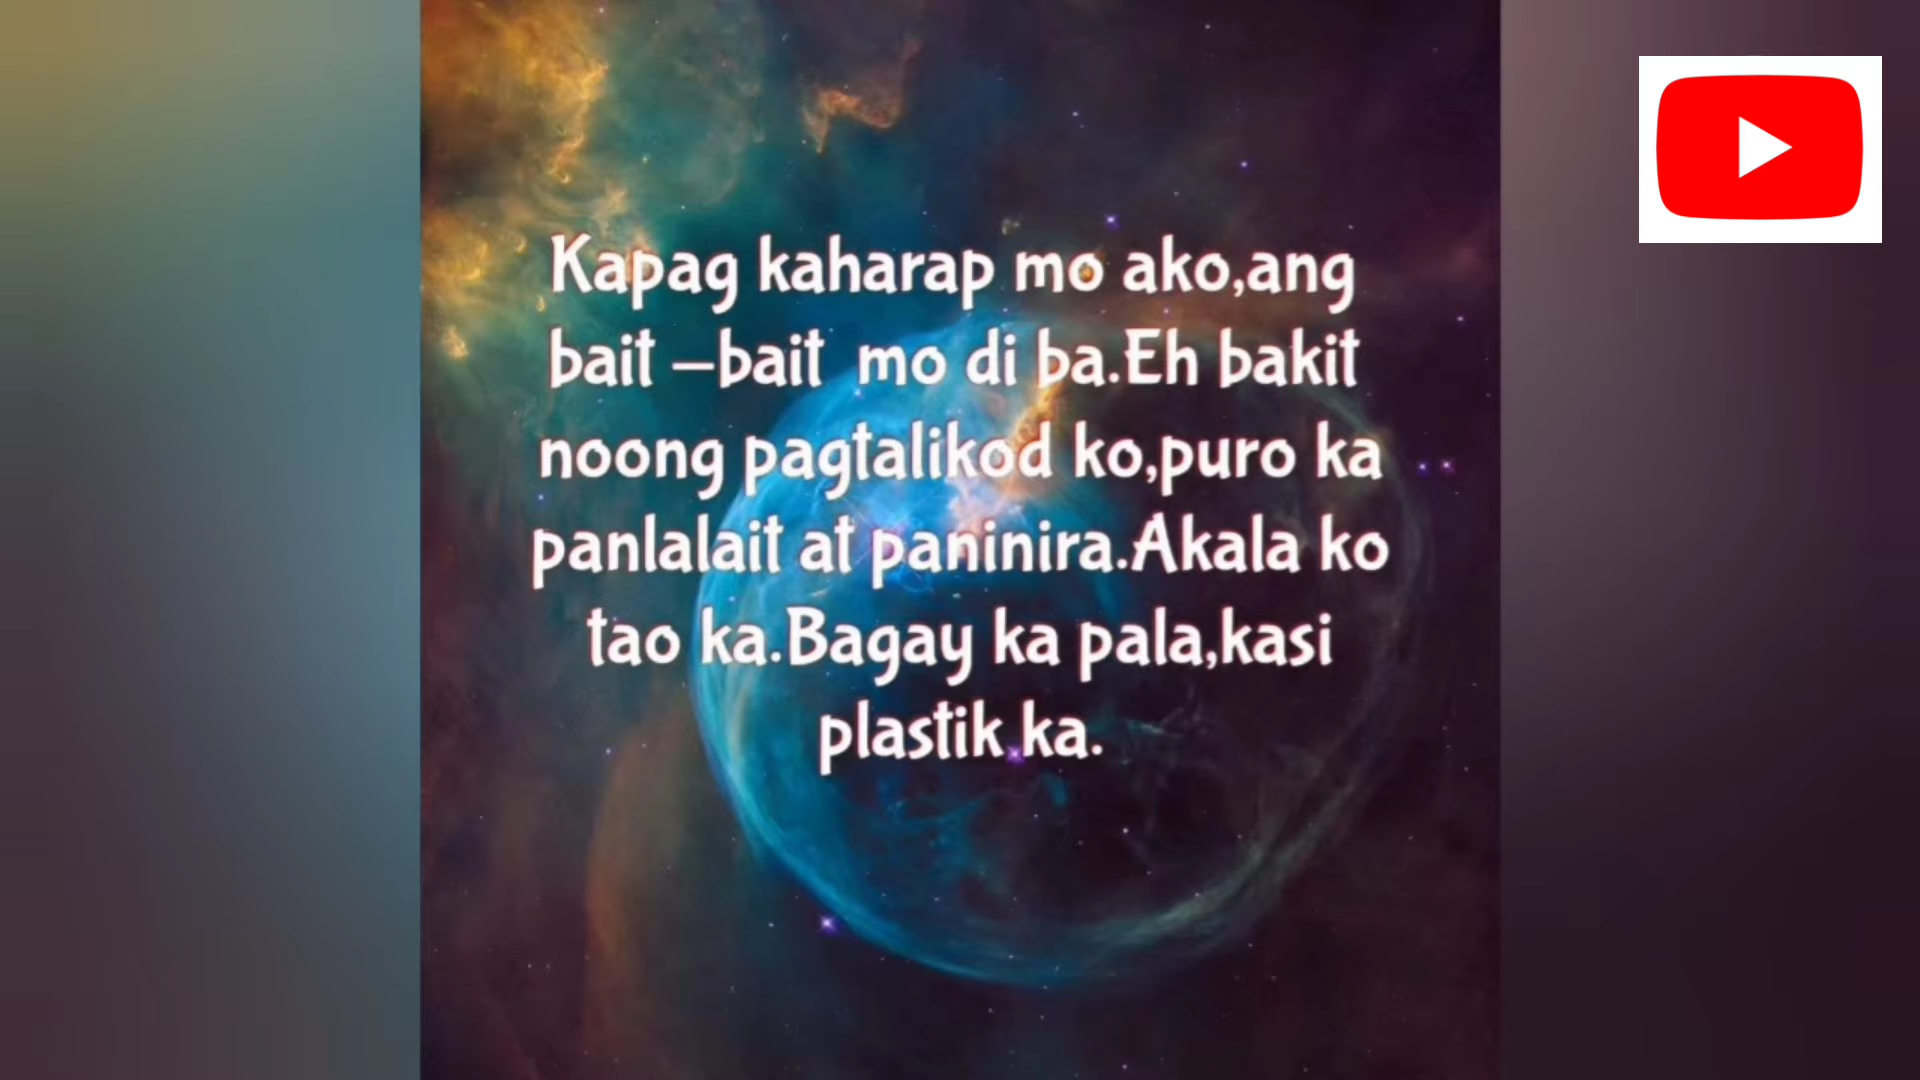 Kapag kaharap mo ako,ang
bait –bait  mo di ba.Eh bakit
noong pagtalikod ko,puro ka
panlalait at paninira.Akala ko
tao ka.Bagay ka pala,kasi
plastik ka.